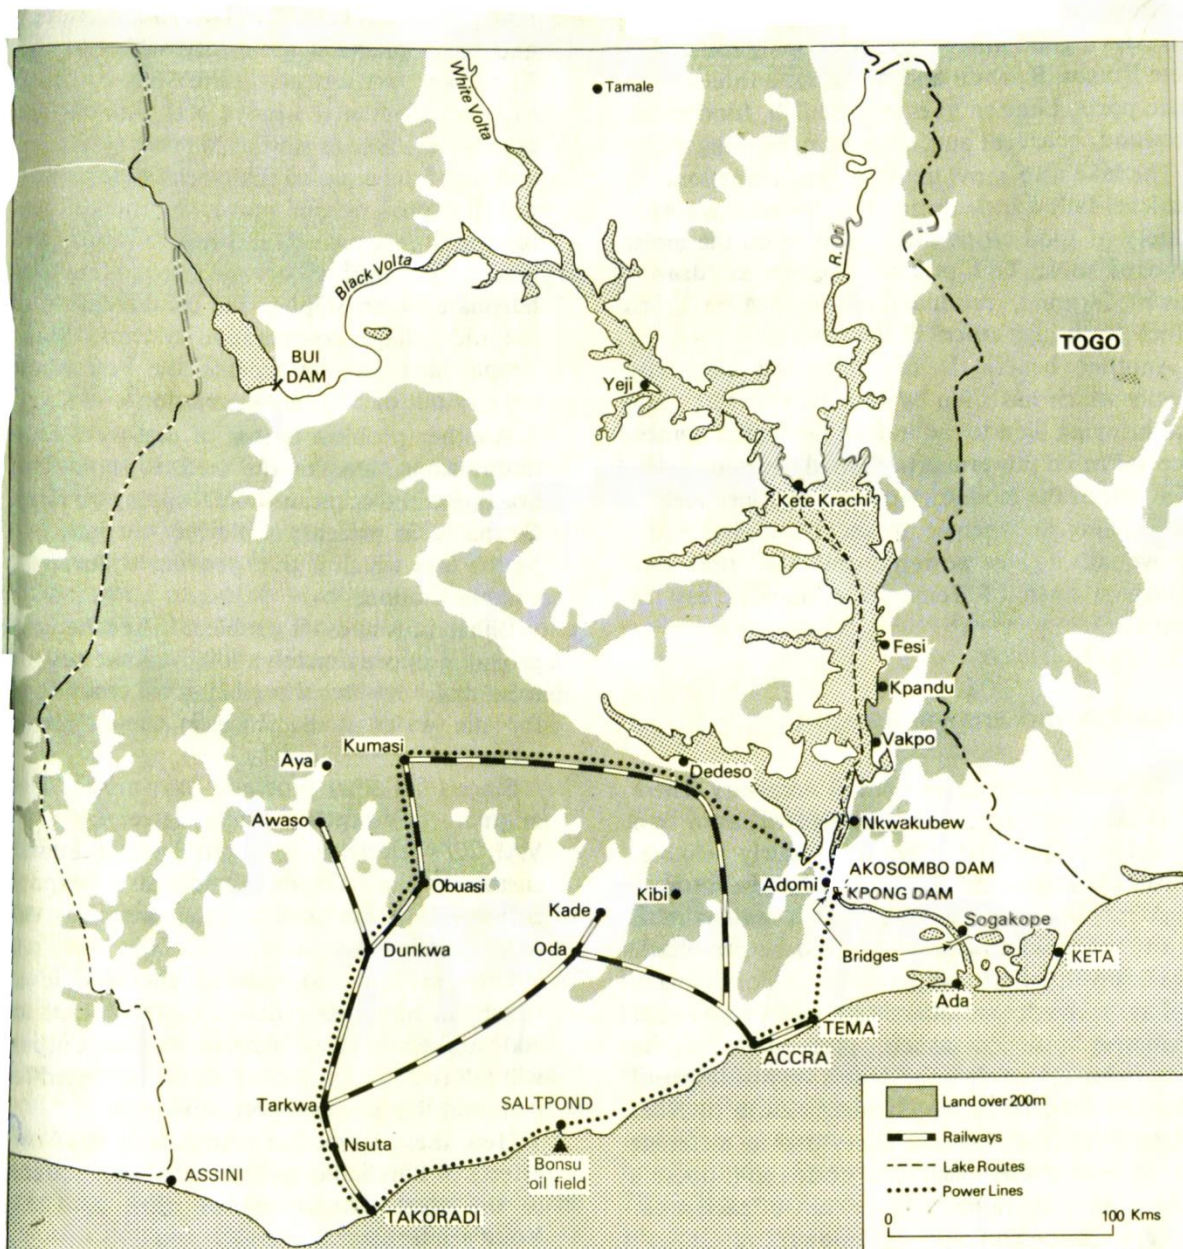 White Volta
Tamale
R. Oti
Black Volta
TOGO
BUI
DAM
Yeji
Kete Krachi
Fesi
Kpandu
Vakpo
Kumasi
Aya
Dedeso
Awaso
Nkwakubew
AKOSOMBO DAM
Obuasi
Kibi
Adomi
KPONG DAM
Kade
Sogakope
Dunkwa
Oda
Bridges
KETA
Ada
TEMA
ACCRA
Tarkwa
SALTPOND
Nsuta
Bonsu
oil field
ASSINI
TAKORADI
Land over 200m
Railways
Lake Routes
Power Lines
0 100 Kms